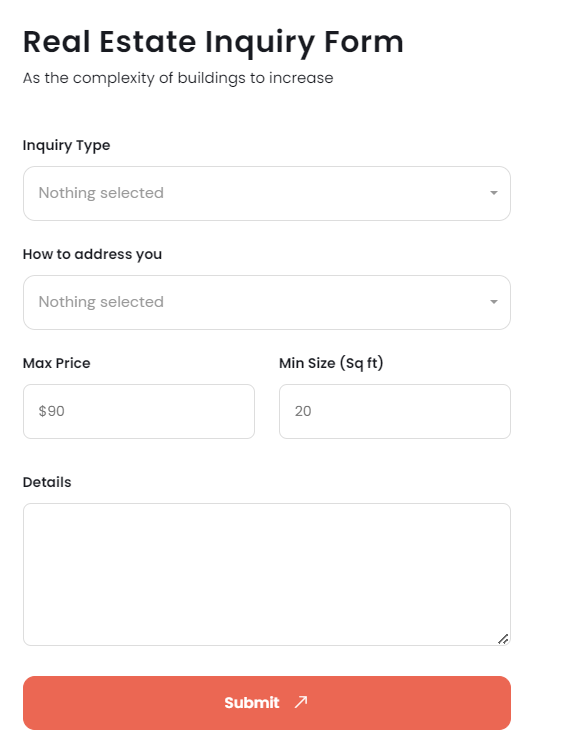 Real Estate Inquiry Form
As the complexity of buildings to increase
Inquiry Type
Nothing selected
How to address you
Nothing selected
Max Price
Min Size (Sq ft)
$90
20
Details
Submit